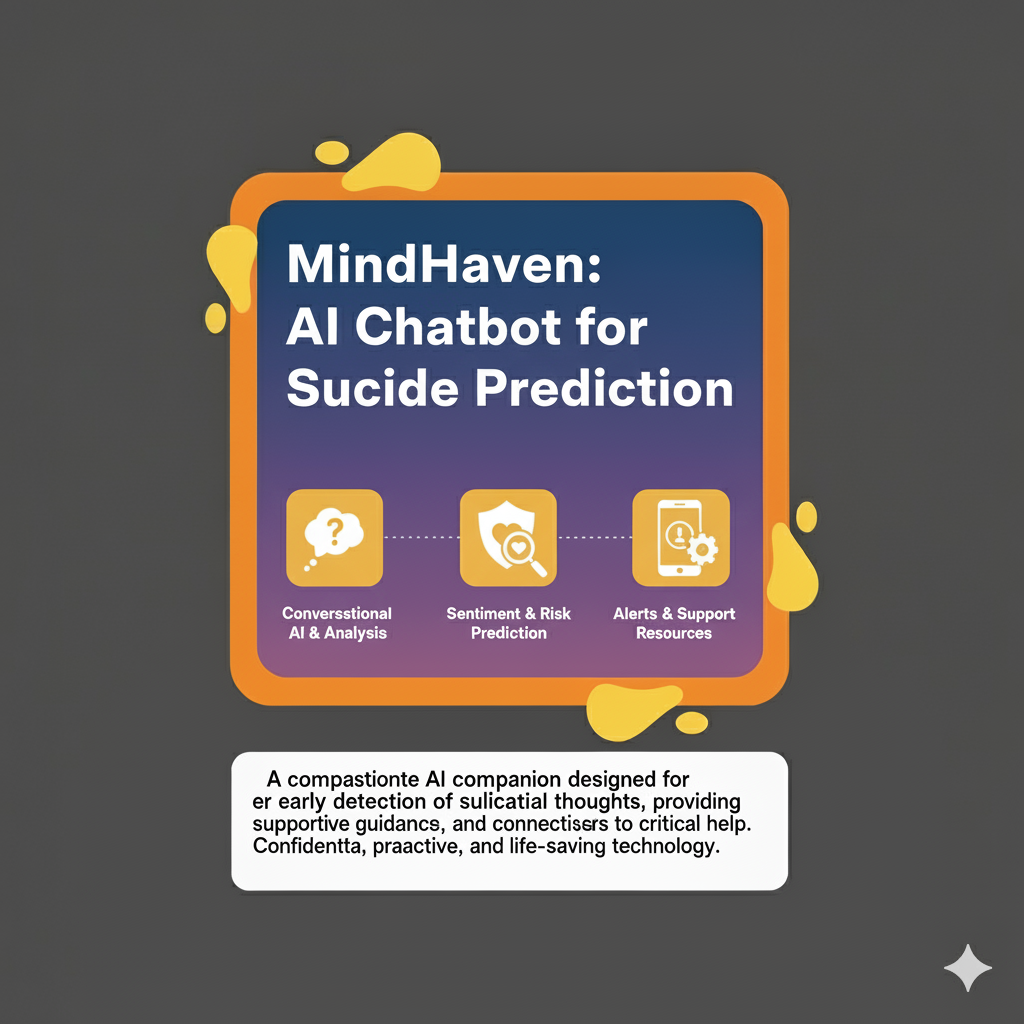 MindHaven:
AI Chatbot for
Sucide Prediction
?
Conversstional
AI & Analysis
Sentiment & Risk
Prediction
Alerts & Support
Resources
A compastionte AI companion designed for
er early detection of sulicatial thoughts, providing
supportive guidancs, and connectisers to critical help.
Confidentta, praactive, and life-saving technology.